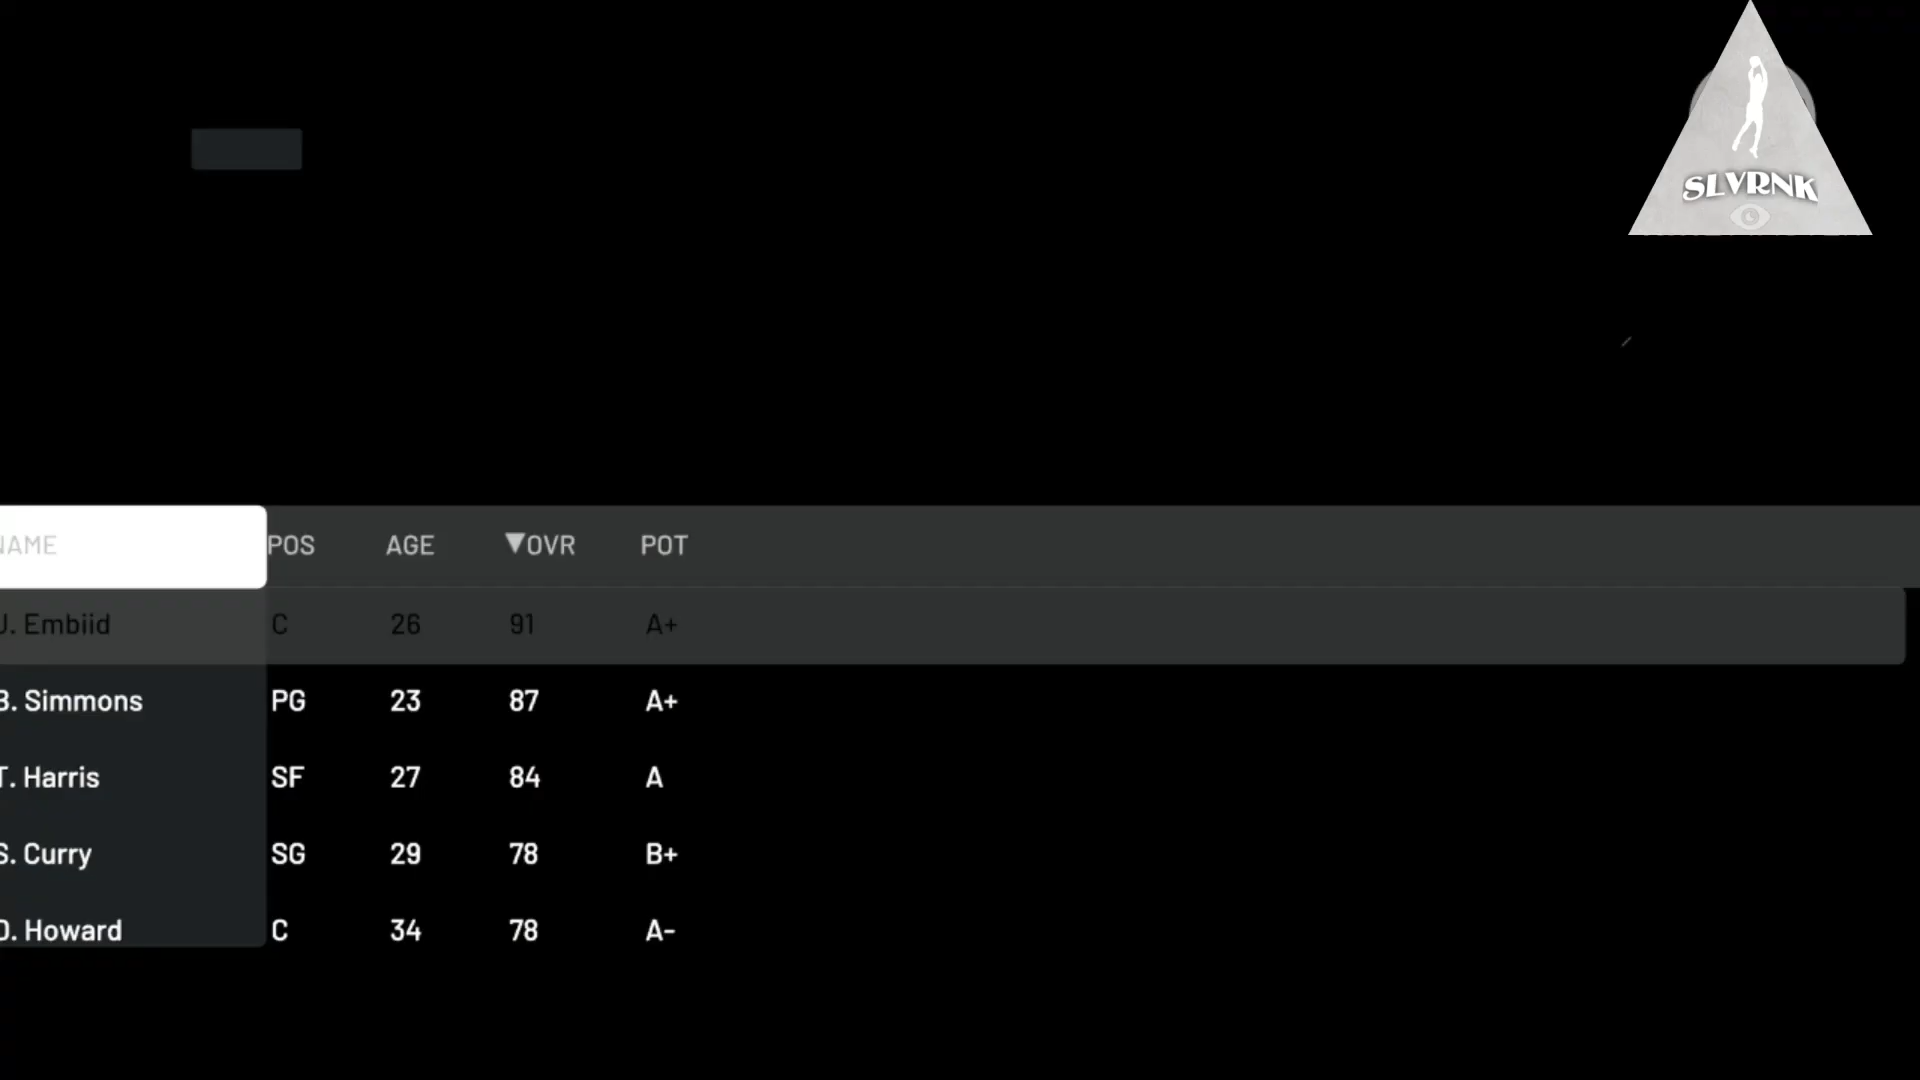 SLVRNK
NAME POS AGE ▼OVR POT
J. Embiid C 26 91 A+
B. Simmons PG 23 87 A+
T. Harris SF 27 84 A
S. Curry SG 29 78 B+
D. Howard C 34 78 A-